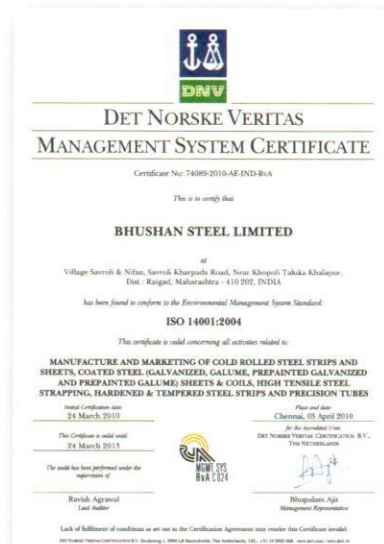 DNV
DET NORSKE VERITAS
MANAGEMENT SYSTEM CERTIFICATE
Certificate No: 74089-2010-AE-IND-RvA
This is to certify that
BHUSHAN STEEL LIMITED
at
Village Savroli & Nifan, Savroli Kharpada Road, Near Khopoli Taluka Khalapur,
Dist.: Raigad, Maharashtra - 410 202, INDIA
has been found to conform to the Environmental Management System Standard:
ISO 14001:2004
This certificate is valid concerning all activities related to:
MANUFACTURE AND MARKETING OF COLD ROLLED STEEL STRIPS AND
SHEETS, COATED STEEL (GALVANIZED, GALUME, PREPAINTED GALVANIZED
AND PREPAINTED GALUME) SHEETS & COILS, HIGH TENSILE STEEL
STRAPPING, HARDENED & TEMPERED STEEL STRIPS AND PRECISION TUBES
Initial Certification date:
24 March 2010
This Certificate is valid until:
24 March 2013
The audit has been performed under the
supervision of
Ravish Agrawal
Lead Auditor
RvA
MGMT. SYS.
RvA C 024
Place and date:
Chennai, 03 April 2010
for the Accredited Unit:
DET NORSKE VERITAS CERTIFICATION B.V.,
THE NETHERLANDS
Bhupalam Ajit
Management Representative
Lack of fulfilment of conditions as set out in the Certification Agreement may render this Certificate invalid.